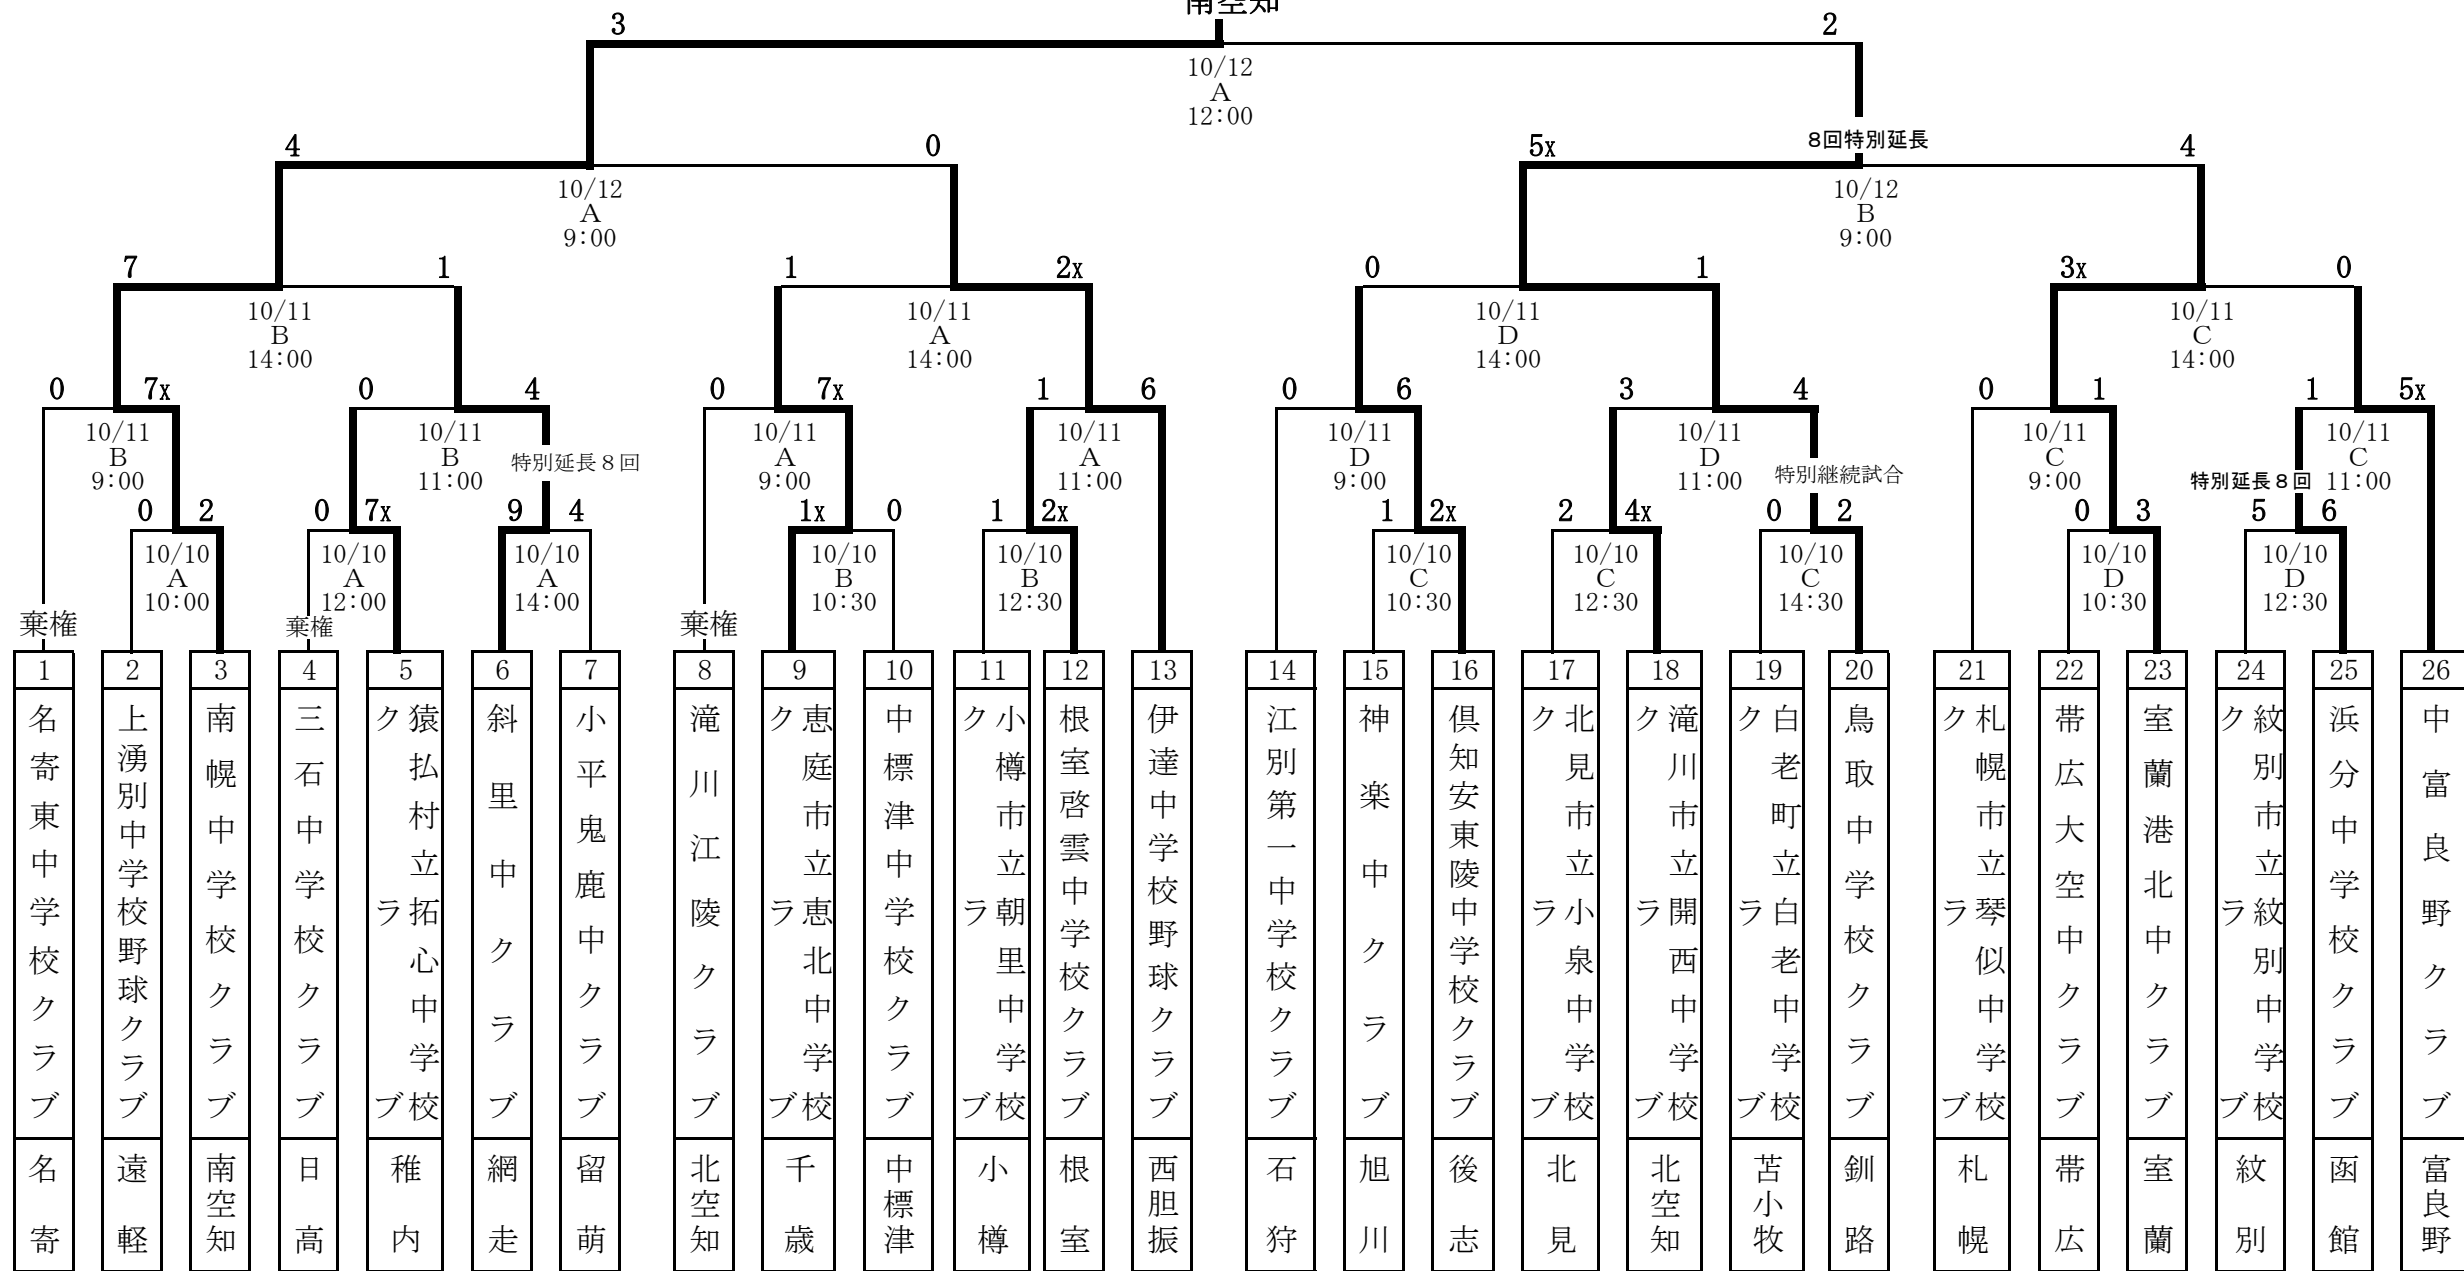 南空知
3
2
10/12
A
12:00
4
0
5x
8回特別延長
4
10/12
A
9:00
10/12
B
9:00
7
1
1
2x
0
1
3x
0
10/11
B
14:00
10/11
A
14:00
10/11
D
14:00
10/11
C
14:00
0
7x
0
4
0
7x
1
6
0
6
3
4
0
1
1
5x
10/11
B
9:00
10/11
B
11:00
特別延長8回
10/11
A
9:00
10/11
A
11:00
10/11
D
9:00
10/11
D
11:00
特別継続試合
10/11
C
9:00
特別延長8回
10/11
C
11:00
0
2
0
7x
9
4
1x
0
1
2x
1
2x
2
4x
0
2
0
3
5
6
10/10
A
10:00
10/10
A
12:00
10/10
A
14:00
10/10
B
10:30
10/10
B
12:30
10/10
C
10:30
10/10
C
12:30
10/10
C
14:30
10/10
D
10:30
10/10
D
12:30
棄権
棄権
棄権
1
名寄東中学校クラブ
名寄
2
上湧別中学校野球クラブ
遠軽
3
南幌中学校クラブ
南空知
4
三石中学校クラブ
日高
5
猿払村立拓心中学校
クラブ
稚内
6
斜里中クラブ
網走
7
小平鬼鹿中クラブ
留萌
8
滝川江陵クラブ
北空知
9
恵庭市立恵北中学校
クラブ
千歳
10
中標津中学校クラブ
中標津
11
小樽市立朝里中学校
クラブ
小樽
12
根室啓雲中学校クラブ
根室
13
伊達中学校野球クラブ
西胆振
14
江別第一中学校クラブ
石狩
15
神楽中クラブ
旭川
16
倶知安東陵中学校クラブ
後志
17
北見市立小泉中学校
クラブ
北見
18
滝川市立開西中学校
クラブ
北空知
19
白老町立白老中学校
クラブ
苫小牧
20
鳥取中学校クラブ
釧路
21
札幌市立琴似中学校
クラブ
札幌
22
帯広大空中クラブ
帯広
23
室蘭港北中クラブ
室蘭
24
紋別市立紋別中学校
クラブ
紋別
25
浜分中学校クラブ
函館
26
中富良野クラブ
富良野